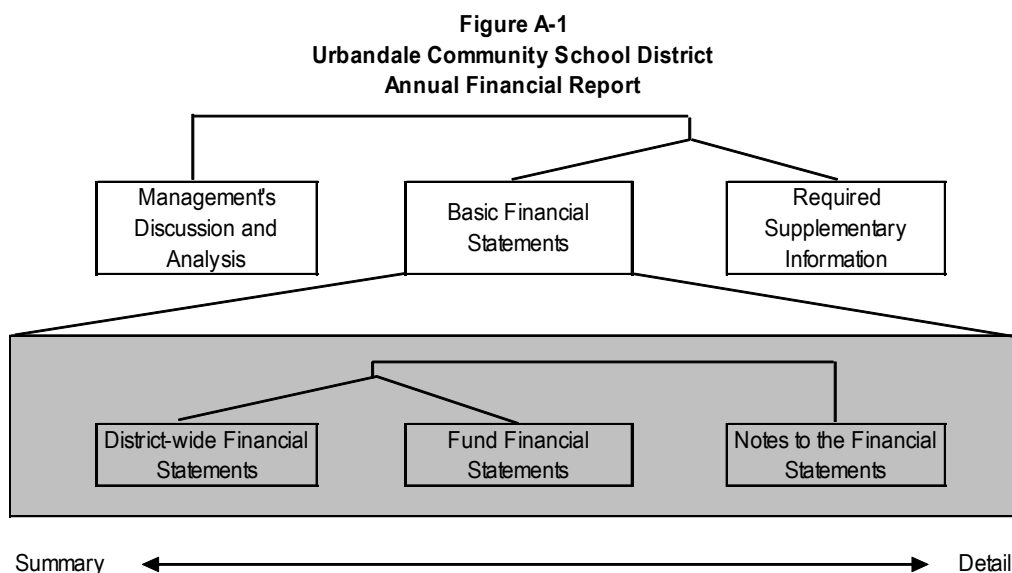 Figure A-1
Urbandale Community School District
Annual Financial Report
Management's
Discussion and
Analysis
Basic Financial
Statements
Required
Supplementary
Information
District-wide Financial
Statements
Fund Financial
Statements
Notes to the Financial
Statements
Summary
Detail